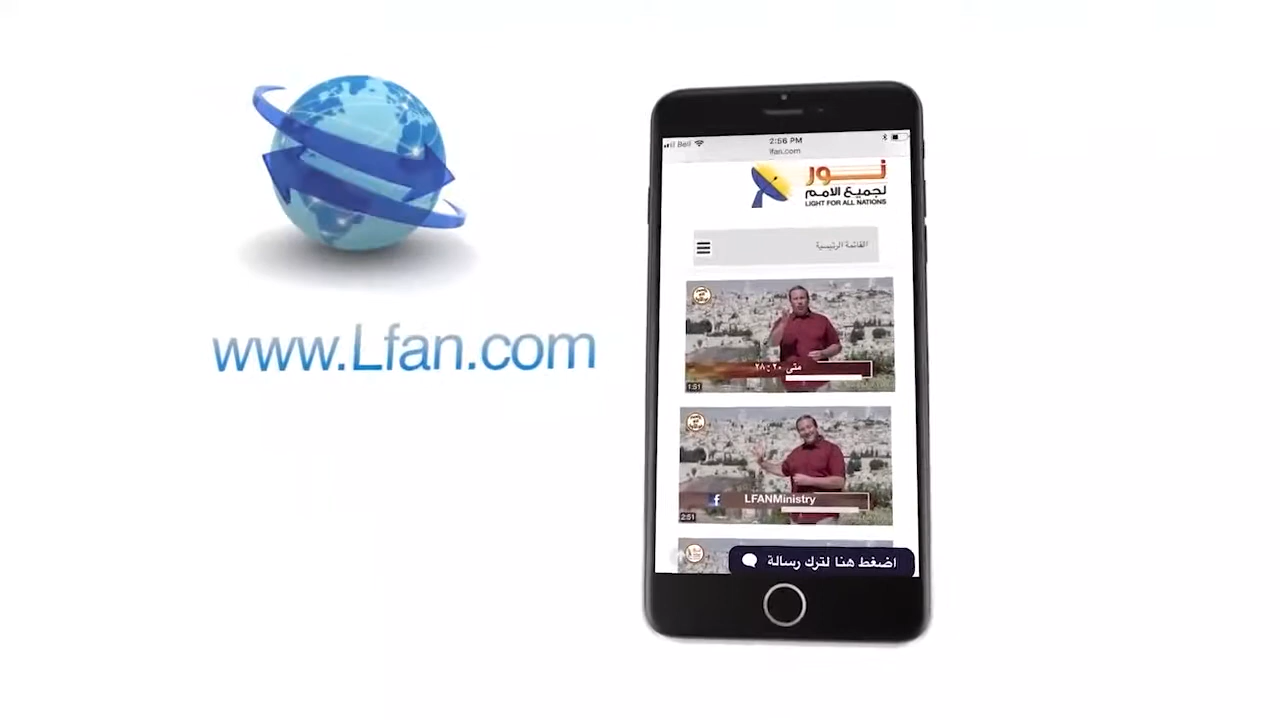 www.Lfan.com
Bell
2:56 PM
lfan.com
نور
لجميع الامم
LIGHT FOR ALL NATIONS
القائمة الرئيسية
متى ٢٠ : ٢٨
1:51
LFANMinistry
2:51
اضغط هنا لترك رسالة